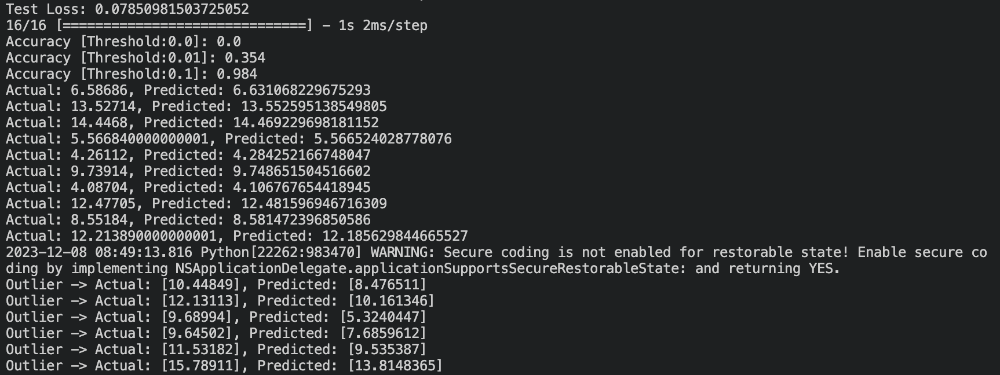 Test Loss: 0.07850981503725052
16/16 [==============================] - 1s 2ms/step
Accuracy [Threshold:0.0]: 0.0
Accuracy [Threshold:0.01]: 0.354
Accuracy [Threshold:0.1]: 0.984
Actual: 6.58686, Predicted: 6.631068229675293
Actual: 13.52714, Predicted: 13.552595138549805
Actual: 14.4468, Predicted: 14.469229698181152
Actual: 5.566840000000001, Predicted: 5.566524028778076
Actual: 4.26112, Predicted: 4.284252166748047
Actual: 9.73914, Predicted: 9.748651504516602
Actual: 4.08704, Predicted: 4.106767654418945
Actual: 12.47705, Predicted: 12.481596946716309
Actual: 8.55184, Predicted: 8.581472396850586
Actual: 12.213890000000001, Predicted: 12.185629844665527
2023-12-08 08:49:13.816 Python[22262:983470] WARNING: Secure coding is not enabled for restorable state! Enable secure co
ding by implementing NSApplicationDelegate.applicationSupportsSecureRestorableState: and returning YES.
Outlier -> Actual: [10.44849], Predicted: [8.476511]
Outlier -> Actual: [12.13113], Predicted: [10.161346]
Outlier -> Actual: [9.68994], Predicted: [5.3240447]
Outlier -> Actual: [9.64502], Predicted: [7.6859612]
Outlier -> Actual: [11.53182], Predicted: [9.535387]
Outlier -> Actual: [15.78911], Predicted: [13.8148365]